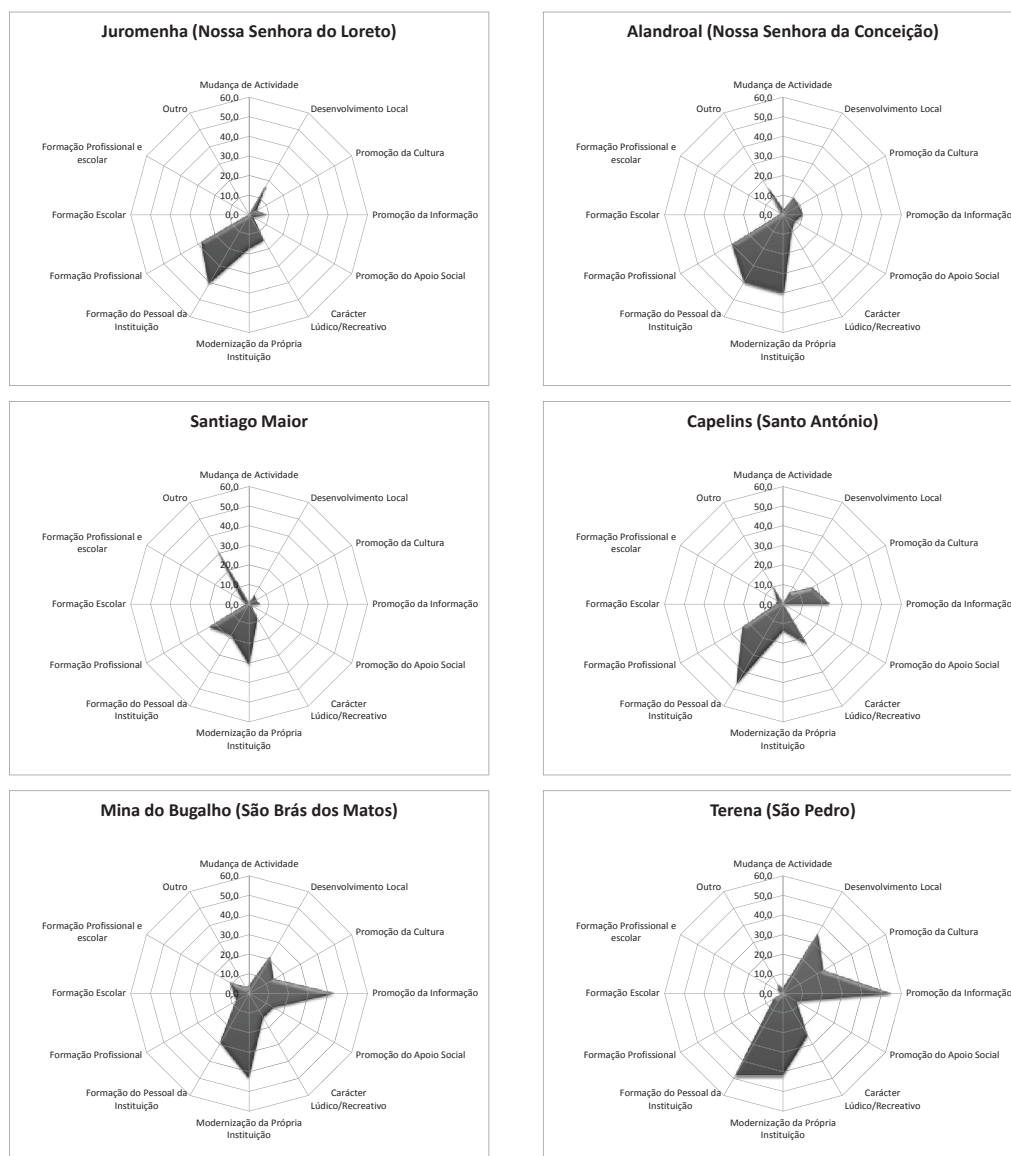 Juromenha (Nossa Senhora do Loreto)
Mudança de Actividade
60,0
50,0
40,0
30,0
20,0
10,0
0,0
Desenvolvimento Local
Promoção da Cultura
Promoção da Informação
Promoção do Apoio Social
Carácter
Lúdico/Recreativo
Modernização da Própria
Instituição
Formação do Pessoal da
Instituição
Formação Profissional
Formação Escolar
Formação Profissional e
escolar
Outro
Alandroal (Nossa Senhora da Conceição)
Mudança de Actividade
60,0
50,0
40,0
30,0
20,0
10,0
0,0
Desenvolvimento Local
Promoção da Cultura
Promoção da Informação
Promoção do Apoio Social
Carácter
Lúdico/Recreativo
Modernização da Própria
Instituição
Formação do Pessoal da
Instituição
Formação Profissional
Formação Escolar
Formação Profissional e
escolar
Outro
Santiago Maior
Mudança de Actividade
60,0
50,0
40,0
30,0
20,0
10,0
0,0
Desenvolvimento Local
Promoção da Cultura
Promoção da Informação
Promoção do Apoio Social
Carácter
Lúdico/Recreativo
Modernização da Própria
Instituição
Formação do Pessoal da
Instituição
Formação Profissional
Formação Escolar
Formação Profissional e
escolar
Outro
Capelins (Santo António)
Mudança de Actividade
60,0
50,0
40,0
30,0
20,0
10,0
0,0
Desenvolvimento Local
Promoção da Cultura
Promoção da Informação
Promoção do Apoio Social
Carácter
Lúdico/Recreativo
Modernização da Própria
Instituição
Formação do Pessoal da
Instituição
Formação Profissional
Formação Escolar
Formação Profissional e
escolar
Outro
Mina do Bugalho (São Brás dos Matos)
Mudança de Actividade
60,0
50,0
40,0
30,0
20,0
10,0
0,0
Desenvolvimento Local
Promoção da Cultura
Promoção da Informação
Promoção do Apoio Social
Carácter
Lúdico/Recreativo
Modernização da Própria
Instituição
Formação do Pessoal da
Instituição
Formação Profissional
Formação Escolar
Formação Profissional e
escolar
Outro
Terena (São Pedro)
Mudança de Actividade
60,0
50,0
40,0
30,0
20,0
10,0
0,0
Desenvolvimento Local
Promoção da Cultura
Promoção da Informação
Promoção do Apoio Social
Carácter
Lúdico/Recreativo
Modernização da Própria
Instituição
Formação do Pessoal da
Instituição
Formação Profissional
Formação Escolar
Formação Profissional e
escolar
Outro